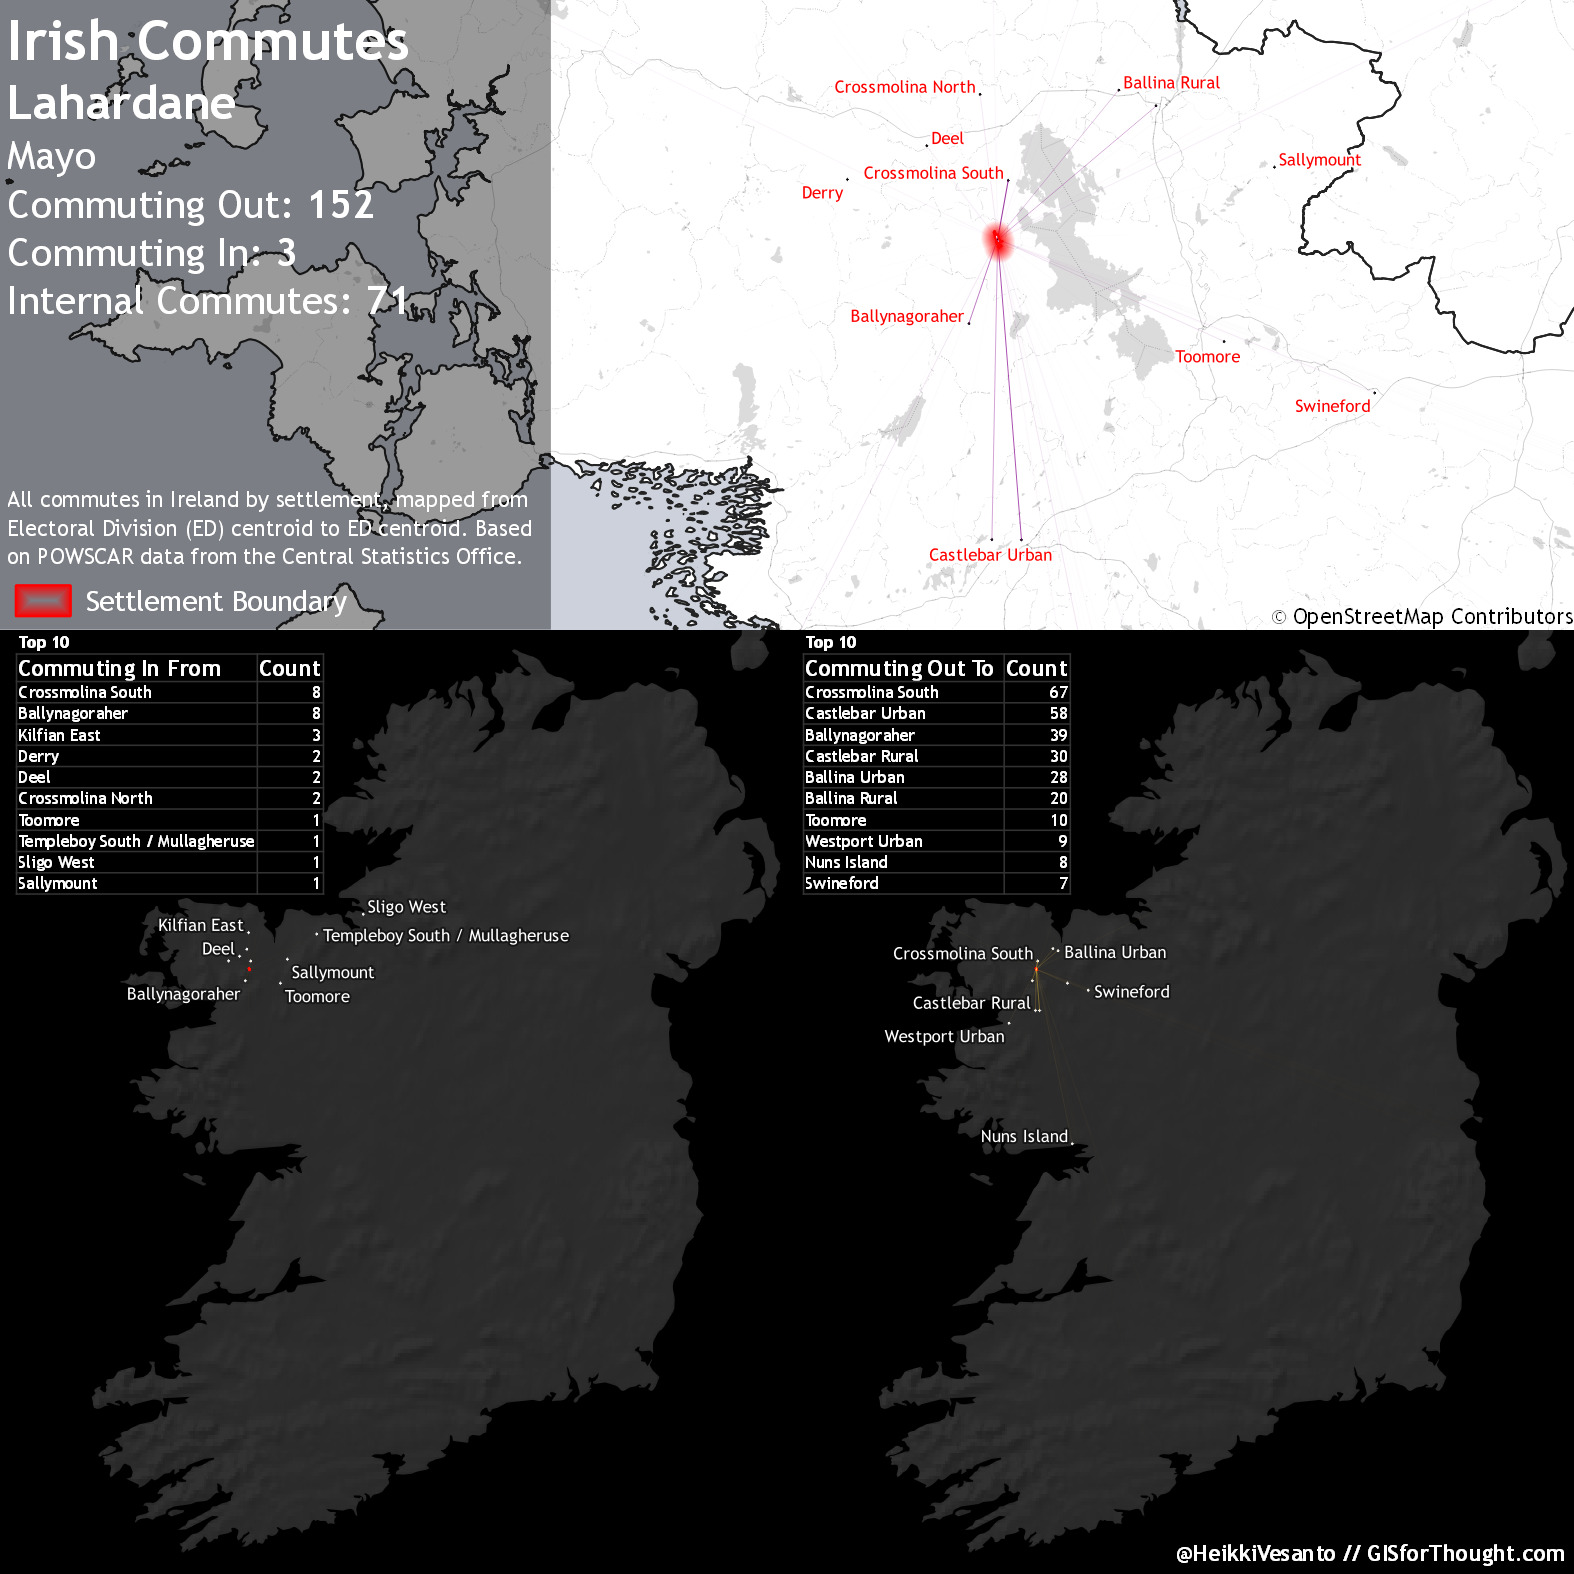 Irish Commutes
Lahardane
Mayo
Commuting Out: 152
Commuting In: 3
Internal Commutes: 71
All commutes in Ireland by settlement, mapped from
Electoral Division (ED) centroid to ED centroid. Based
on POWSCAR data from the Central Statistics Office.
Settlement Boundary
Crossmolina North
Ballina Rural
Deel
Sallymount
Crossmolina South
Derry
Ballynagoraher
Toomore
Swineford
Castlebar Urban
© OpenStreetMap Contributors
Top 10
Commuting In From Count
Crossmolina South 8
Ballynagoraher 8
Kilfian East 3
Derry 2
Deel 2
Crossmolina North 2
Toomore 1
Templeboy South / Mullagheruse 1
Sligo West 1
Sallymount 1
Sligo West
Kilfian East
Templeboy South / Mullagheruse
Deel
Sallymount
Ballynagoraher
Toomore
Top 10
Commuting Out To Count
Crossmolina South 67
Castlebar Urban 58
Ballynagoraher 39
Castlebar Rural 30
Ballina Urban 28
Ballina Rural 20
Toomore 10
Westport Urban 9
Nuns Island 8
Swineford 7
Crossmolina South
Ballina Urban
Swineford
Castlebar Rural
Westport Urban
Nuns Island
@HeikkiVesanto // GISforThought.com